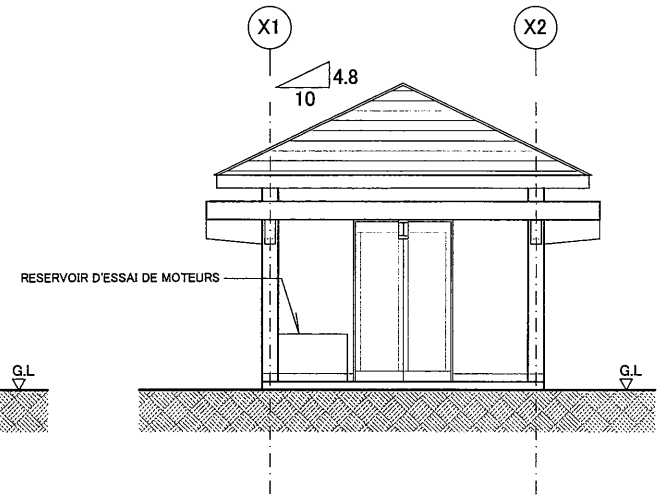 X1
X2
4.8
10
RESERVOIR D'ESSAI DE MOTEURS
G.L
G.L